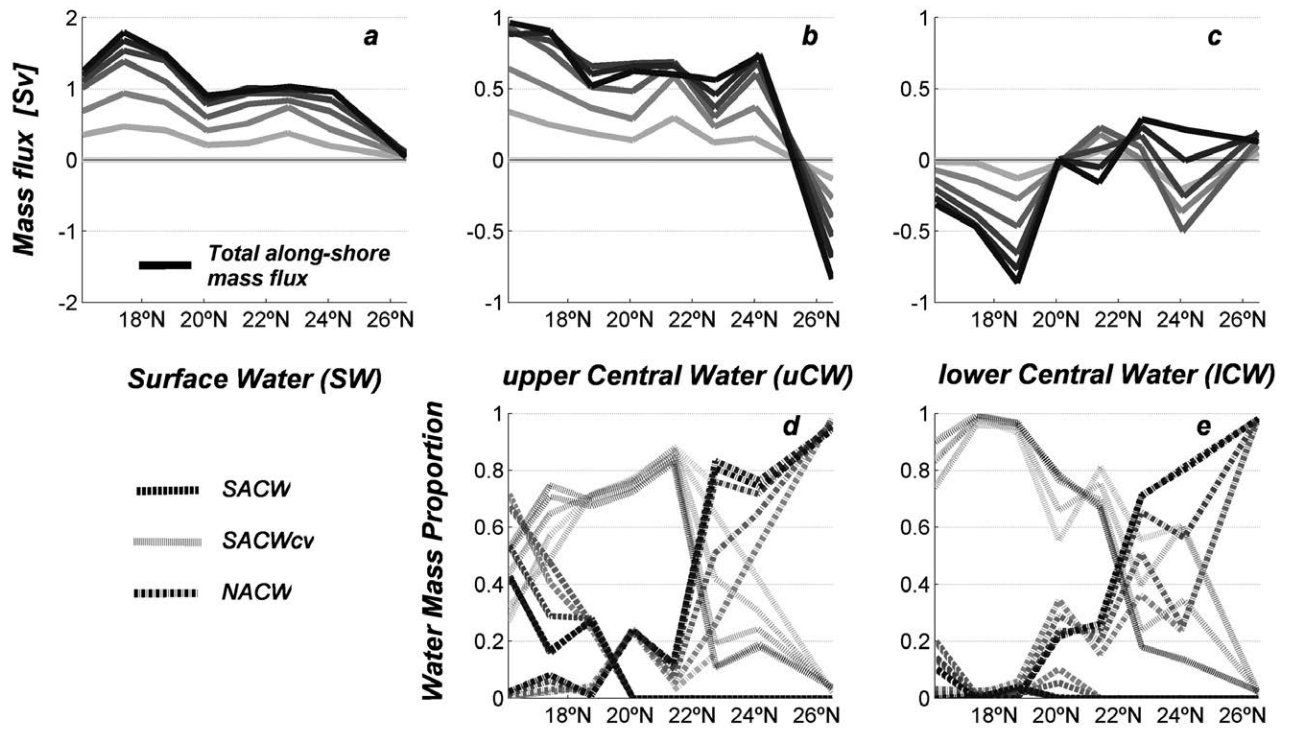 Mass flux [Sv]
2
1
0
-1
-2
a
Total along-shore
mass flux
18ºN 20ºN 22ºN 24ºN 26ºN
1
0.5
0
-0.5
-1
b
18ºN 20ºN 22ºN 24ºN 26ºN
1
0.5
0
-0.5
-1
c
18ºN 20ºN 22ºN 24ºN 26ºN
Surface Water (SW)
upper Central Water (uCW)
lower Central Water (lCW)
SACW
SACWcv
NACW
Water Mass Proportion
1
0.8
0.6
0.4
0.2
0
d
18ºN 20ºN 22ºN 24ºN 26ºN
1
0.8
0.6
0.4
0.2
0
e
18ºN 20ºN 22ºN 24ºN 26ºN